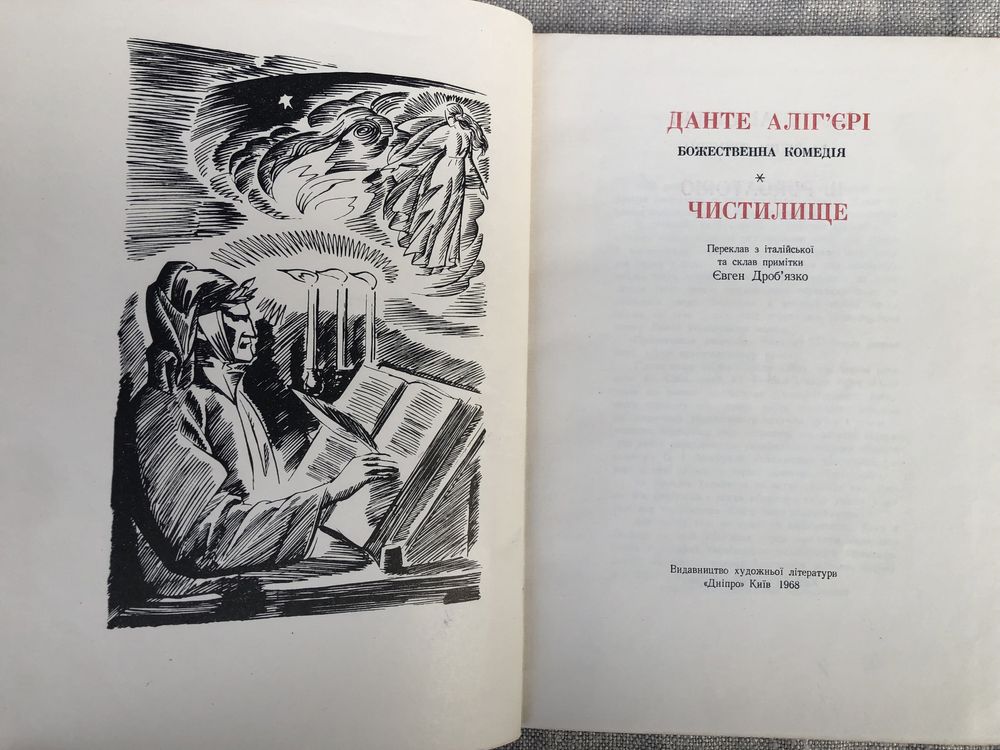 ДАНТЕ АЛІГ'ЄРІ
БОЖЕСТВЕННА КОМЕДІЯ
*
ЧИСТИЛИЩЕ
Переклав з італійської
та склав примітки
Євген Дроб'язко
Видавництво художньої літератури
«Дніпро» Київ 1968